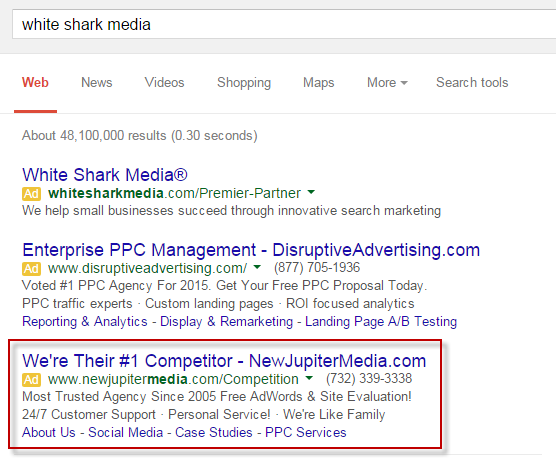 white shark media
Web News Videos Shopping Maps More Search tools
About 48,100,000 results (0.30 seconds)
White Shark Media®
Ad whitesharkmedia.com/Premier-Partner
We help small businesses succeed through innovative search marketing
Enterprise PPC Management - DisruptiveAdvertising.com
Ad www.disruptiveadvertising.com/ (877) 705-1936
Voted #1 PPC Agency For 2015. Get Your Free PPC Proposal Today.
PPC traffic experts · Custom landing pages · ROI focused analytics
Reporting & Analytics - Display & Remarketing - Landing Page A/B Testing
We're Their #1 Competitor - NewJupiterMedia.com
Ad www.newjupitermedia.com/Competition (732) 339-3338
Most Trusted Agency Since 2005 Free AdWords & Site Evaluation!
24/7 Customer Support · Personal Service! · We're Like Family
About Us - Social Media - Case Studies - PPC Services